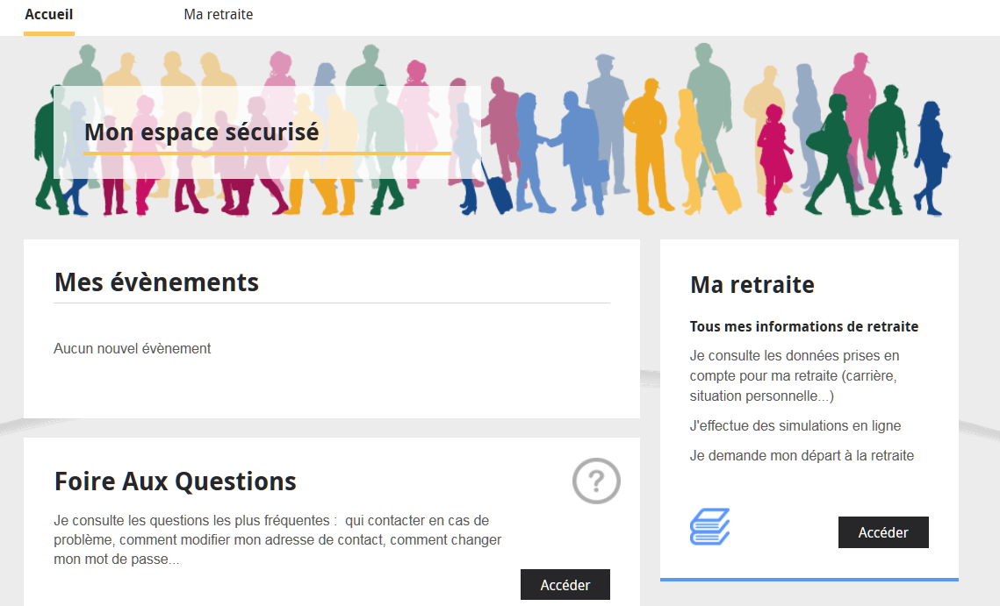 Accueil
Ma retraite
Mon espace sécurisé
Mes évènements
Aucun nouvel évènement
Foire Aux Questions
?
Je consulte les questions les plus fréquentes :  qui contacter en cas de
problème, comment modifier mon adresse de contact, comment changer
mon mot de passe...
Accéder
Ma retraite
Tous mes informations de retraite
Je consulte les données prises en
compte pour ma retraite (carrière,
situation personnelle...)
J'effectue des simulations en ligne
Je demande mon départ à la retraite
Accéder